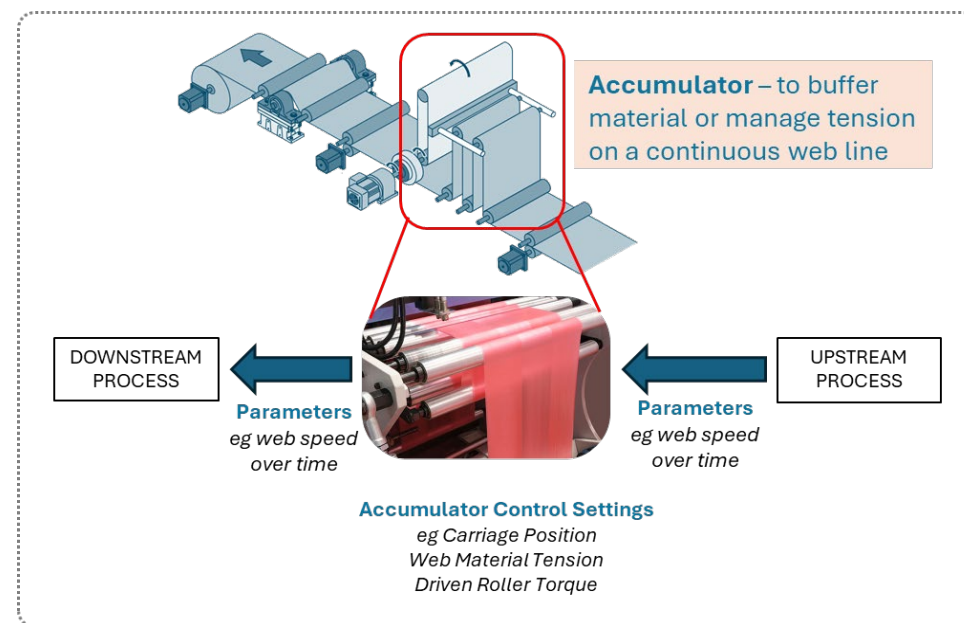 Accumulator – to buffer
material or manage tension
on a continuous web line
DOWNSTREAM
PROCESS
UPSTREAM
PROCESS
Parameters
eg web speed
over time
Parameters
eg web speed
over time
Accumulator Control Settings
eg Carriage Position
Web Material Tension
Driven Roller Torque